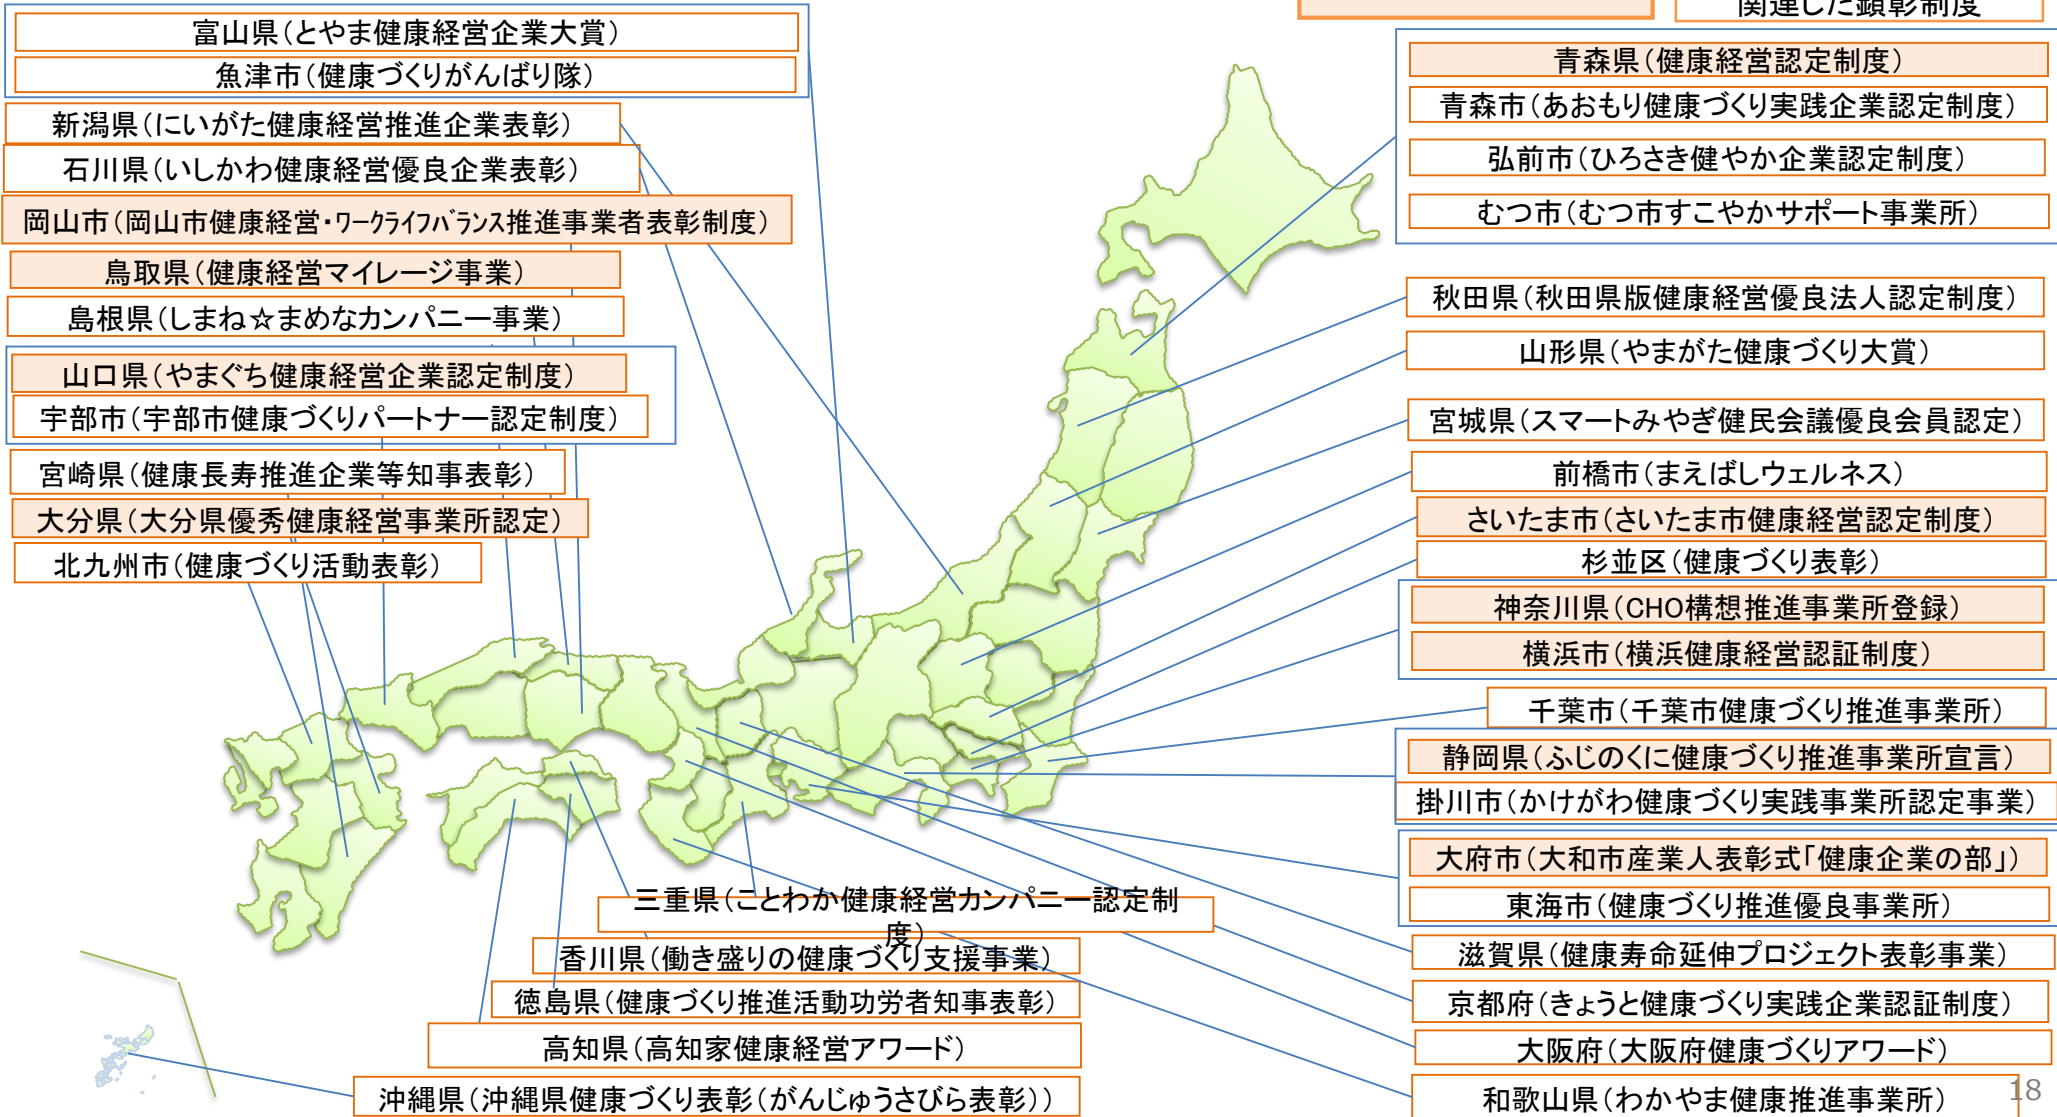 関連した顕彰制度
富山県(とやま健康経営企業大賞)
魚津市(健康づくりがんばり隊)
新潟県(にいがた健康経営推進企業表彰)
石川県(いしかわ健康経営優良企業表彰)
岡山市(岡山市健康経営・ワークライフバランス推進事業者表彰制度)
鳥取県(健康経営マイレージ事業)
島根県(しまね☆まめなカンパニー事業)
山口県(やまぐち健康経営企業認定制度)
宇部市(宇部市健康づくりパートナー認定制度)
宮崎県(健康長寿推進企業等知事表彰)
大分県(大分県優秀健康経営事業所認定)
北九州市(健康づくり活動表彰)
青森県(健康経営認定制度)
青森市(あおもり健康づくり実践企業認定制度)
弘前市(ひろさき健やか企業認定制度)
むつ市(むつ市すこやかサポート事業所)
秋田県(秋田県版健康経営優良法人認定制度)
山形県(やまがた健康づくり大賞)
宮城県(スマートみやぎ健民会議優良会員認定)
前橋市(まえばしウェルネス)
さいたま市(さいたま市健康経営認定制度)
杉並区(健康づくり表彰)
神奈川県(CHO構想推進事業所登録)
横浜市(横浜健康経営認証制度)
千葉市(千葉市健康づくり推進事業所)
静岡県(ふじのくに健康づくり推進事業所宣言)
掛川市(かけがわ健康づくり実践事業所認定事業)
大府市(大和市産業人表彰式「健康企業の部」)
東海市(健康づくり推進優良事業所)
滋賀県(健康寿命延伸プロジェクト表彰事業)
京都府(きょうと健康づくり実践企業認証制度)
大阪府(大阪府健康づくりアワード)
和歌山県(わかやま健康推進事業所)
三重県(ことわか健康経営カンパニー認定制
度)
香川県(働き盛りの健康づくり支援事業)
徳島県(健康づくり推進活動功労者知事表彰)
高知県(高知家健康経営アワード)
沖縄県(沖縄県健康づくり表彰(がんじゅうさびら表彰))
18